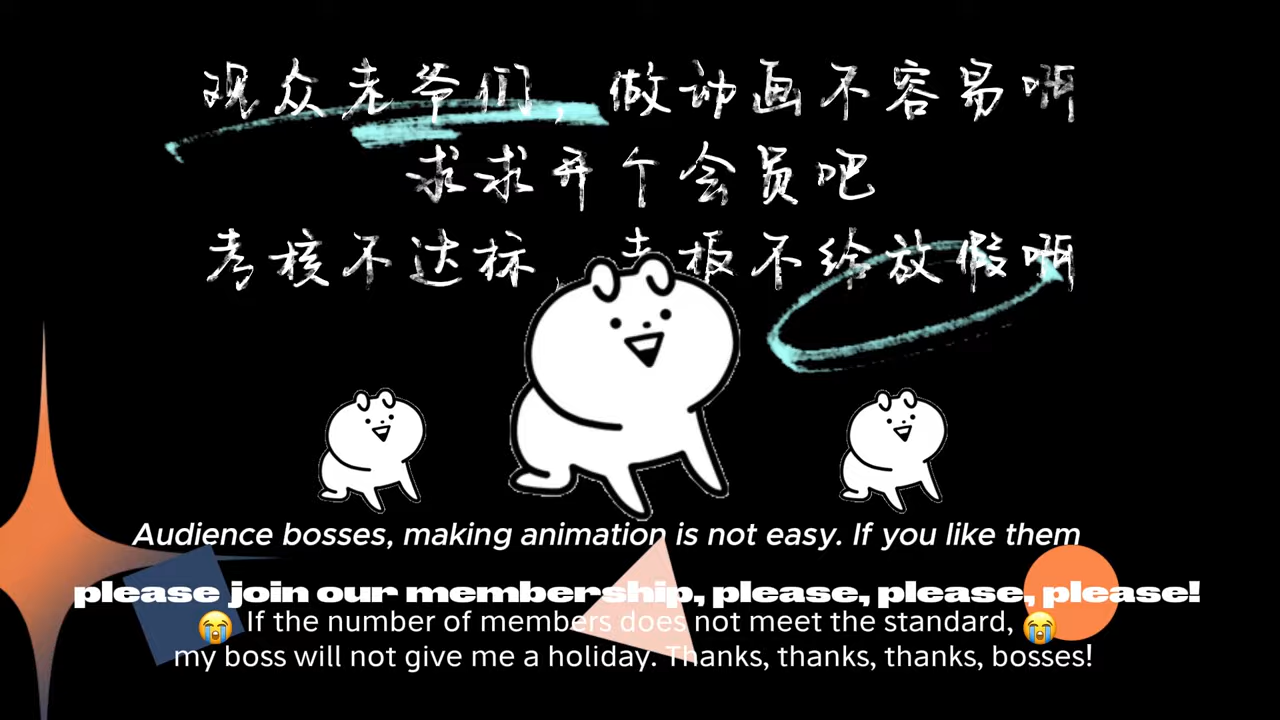 观众老爷们，做动画不容易啊
求求开个会员吧
考核不达标，老板不给放假啊
Audience bosses, making animation is not easy. If you like them
please join our membership, please, please, please!
😭 If the number of members does not meet the standard, 😭
my boss will not give me a holiday. Thanks, thanks, thanks, bosses!